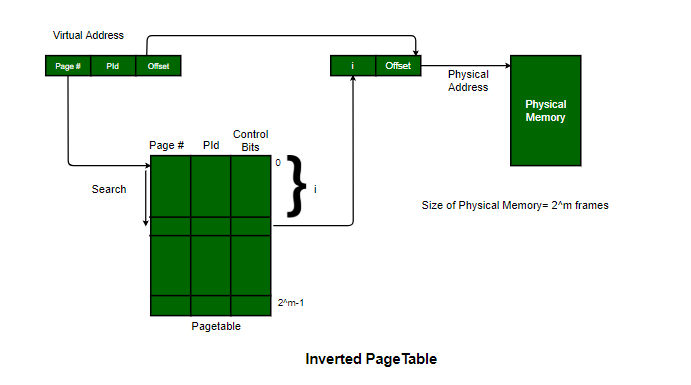 Virtual Address
Page # PId Offset
i Offset
Physical
Address
Physical
Memory
Page # PId Control
Bits
0
Search
i
Size of Physical Memory= 2^m frames
2^m-1
Pagetable
Inverted PageTable